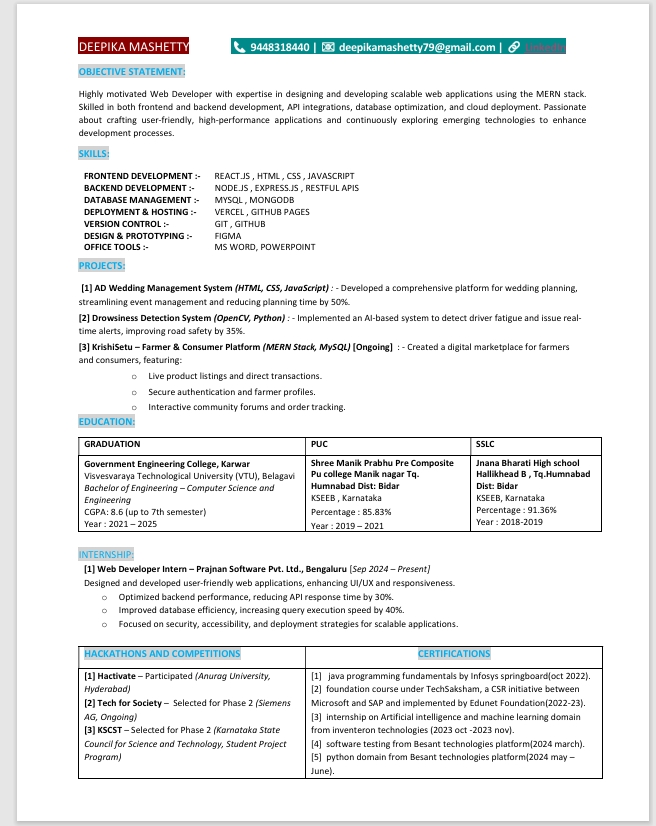 DEEPIKA MASHETTY
9448318440 | deepikamashetty79@gmail.com |
OBJECTIVE STATEMENT:
Highly motivated Web Developer with expertise in designing and developing scalable web applications using the MERN stack.
Skilled in both frontend and backend development, API integrations, database optimization, and cloud deployment. Passionate
about crafting user-friendly, high-performance applications and continuously exploring emerging technologies to enhance
development processes.
SKILLS:
FRONTEND DEVELOPMENT :- REACT.JS , HTML , CSS , JAVASCRIPT
BACKEND DEVELOPMENT :- NODE.JS , EXPRESS.JS , RESTFUL APIS
DATABASE MANAGEMENT :- MYSQL , MONGODB
DEPLOYMENT & HOSTING :- VERCEL , GITHUB PAGES
VERSION CONTROL :- GIT , GITHUB
DESIGN & PROTOTYPING :- FIGMA
OFFICE TOOLS :- MS WORD, POWERPOINT
PROJECTS:
[1] AD Wedding Management System (HTML, CSS, JavaScript) : - Developed a comprehensive platform for wedding planning,
streamlining event management and reducing planning time by 50%.
[2] Drowsiness Detection System (OpenCV, Python) : - Implemented an AI-based system to detect driver fatigue and issue real-
time alerts, improving road safety by 35%.
[3] KrishiSetu – Farmer & Consumer Platform (MERN Stack, MySQL) [Ongoing] : - Created a digital marketplace for farmers
and consumers, featuring:
o Live product listings and direct transactions.
o Secure authentication and farmer profiles.
o Interactive community forums and order tracking.
EDUCATION:
GRADUATION
Government Engineering College, Karwar
Visvesvaraya Technological University (VTU), Belagavi
Bachelor of Engineering – Computer Science and
Engineering
CGPA: 8.6 (up to 7th semester)
Year : 2021 – 2025
PUC
Shree Manik Prabhu Pre Composite
Pu college Manik nagar Tq.
Humnabad Dist: Bidar
KSEEB , Karnataka
Percentage : 85.83%
Year : 2019 – 2021
SSLC
Jnana Bharati High school
Hallikhead B , Tq.Humnabad
Dist: Bidar
KSEEB, Karnataka
Percentage : 91.36%
Year : 2018-2019
INTERNSHIP:
[1] Web Developer Intern – Prajnan Software Pvt. Ltd., Bengaluru [Sep 2024 – Present]
Designed and developed user-friendly web applications, enhancing UI/UX and responsiveness.
o Optimized backend performance, reducing API response time by 30%.
o Improved database efficiency, increasing query execution speed by 40%.
o Focused on security, accessibility, and deployment strategies for scalable applications.
HACKATHONS AND COMPETITIONS
[1] Hactivate – Participated (Anurag University,
Hyderabad)
[2] Tech for Society – Selected for Phase 2 (Siemens
AG, Ongoing)
[3] KSCST – Selected for Phase 2 (Karnataka State
Council for Science and Technology, Student Project
Program)
CERTIFICATIONS
[1] java programming fundamentals by Infosys springboard(oct 2022).
[2] foundation course under TechSaksham, a CSR initiative between
Microsoft and SAP and implemented by Edunet Foundation(2022-23).
[3] internship on Artificial intelligence and machine learning domain
from inventeron technologies (2023 oct -2023 nov).
[4] software testing from Besant technologies platform(2024 march).
[5] python domain from Besant technologies platform(2024 may –
June).